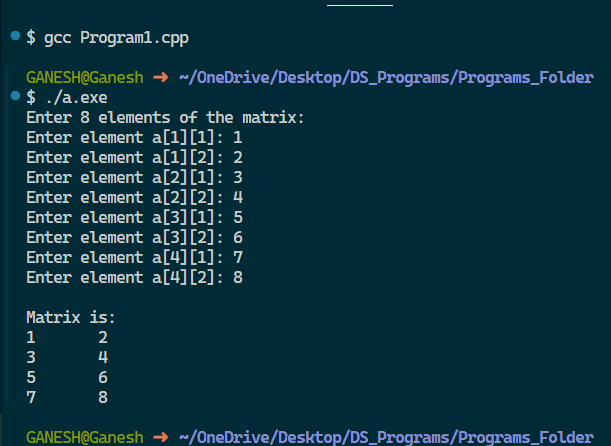 $ gcc Program1.cpp
GANESH@Ganesh → ~/OneDrive/Desktop/DS_Programs/Programs_Folder
$ ./a.exe
Enter 8 elements of the matrix:
Enter element a[1][1]: 1
Enter element a[1][2]: 2
Enter element a[2][1]: 3
Enter element a[2][2]: 4
Enter element a[3][1]: 5
Enter element a[3][2]: 6
Enter element a[4][1]: 7
Enter element a[4][2]: 8
Matrix is:
1 2
3 4
5 6
7 8
GANESH@Ganesh → ~/OneDrive/Desktop/DS_Programs/Programs_Folder